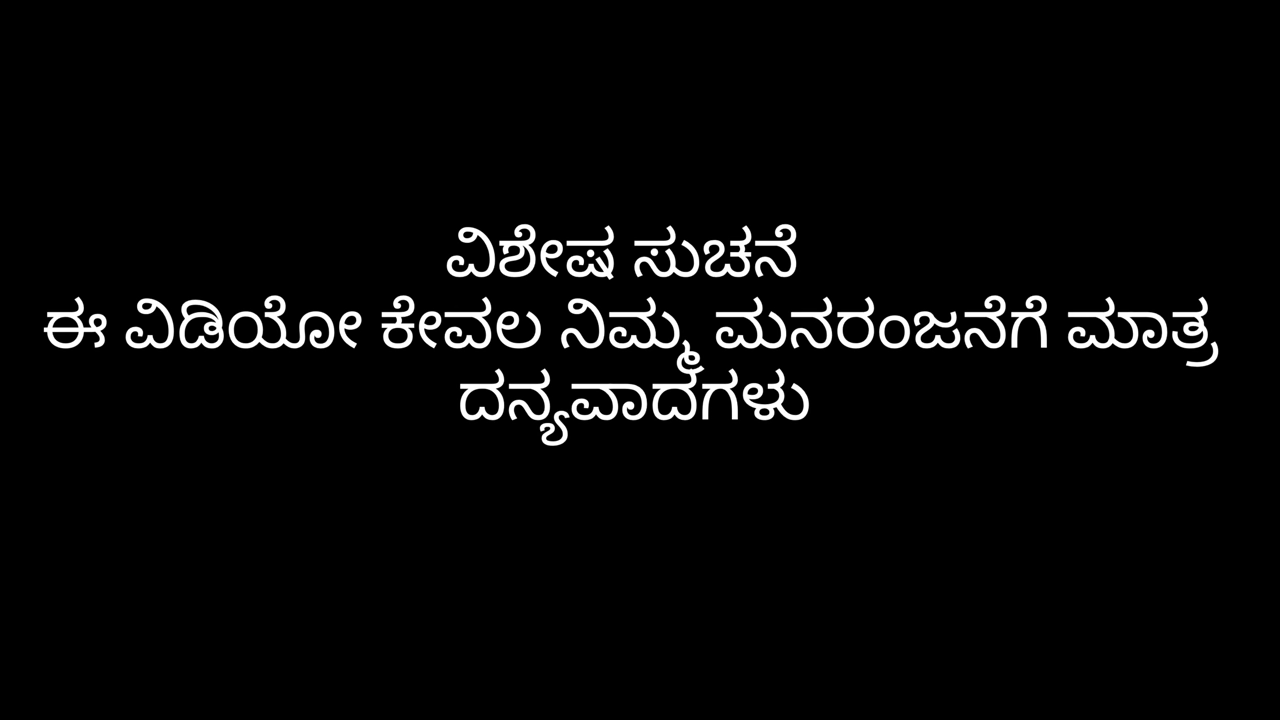 ವಿಶೇಷ ಸುಚನೆ
ಈ ವಿಡಿಯೋ ಕೇವಲ ನಿಮ್ಮ ಮನರಂಜನೆಗೆ ಮಾತ್ರ
ದನ್ಯವಾದಗಳು